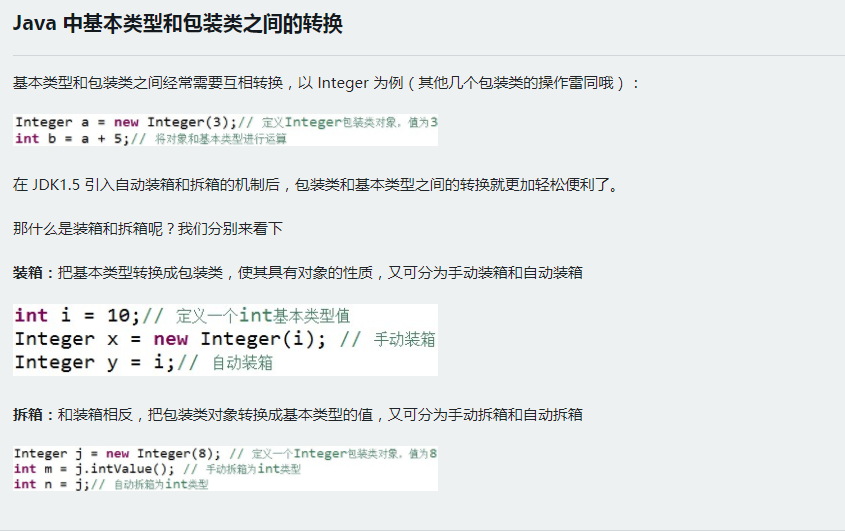 Java 中基本类型和包装类之间的转换
基本类型和包装类之间经常需要互相转换，以 Integer 为例（其他几个包装类的操作雷同哦）：
Integer a = new Integer(3);// 定义Integer包装类对象，值为3
int b = a + 5;// 将对象和基本类型进行运算
在 JDK1.5 引入自动装箱和拆箱的机制后，包装类和基本类型之间的转换就更加轻松便利了。
那什么是装箱和拆箱呢？我们分别来看下
装箱：把基本类型转换成包装类，使其具有对象的性质，又可分为手动装箱和自动装箱
int i = 10;// 定义一个int基本类型值
Integer x = new Integer(i); // 手动装箱
Integer y = i;// 自动装箱
拆箱：和装箱相反，把包装类对象转换成基本类型的值，又可分为手动拆箱和自动拆箱
Integer j = new Integer(8); // 定义一个Integer包装类对象，值为8
int m = j.intValue(); // 手动拆箱为int类型
int n = j;// 自动拆箱为int类型